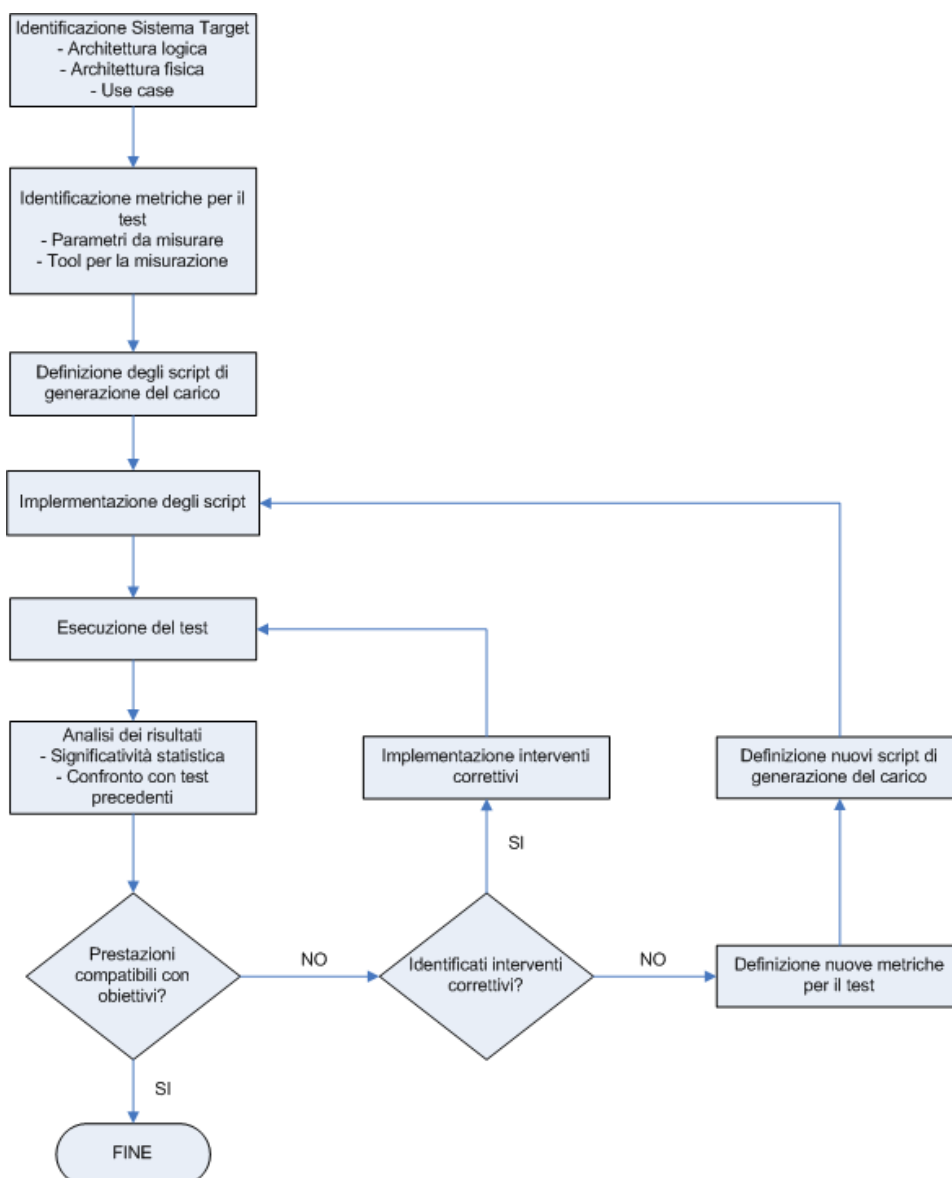 Identificazione Sistema Target
- Architettura logica
- Architettura fisica
- Use case
Identificazione metriche per il
test
- Parametri da misurare
- Tool per la misurazione
Definizione degli script di
generazione del carico
Implermentazione degli script
Esecuzione del test
Analisi dei risultati
- Significatività statistica
- Confronto con test
precedenti
Implementazione interventi
correttivi
Definizione nuovi script di
generazione del carico
SI
Prestazioni
compatibili con
obiettivi?
NO
Identificati interventi
correttivi?
NO
Definizione nuove metriche
per il test
SI
FINE